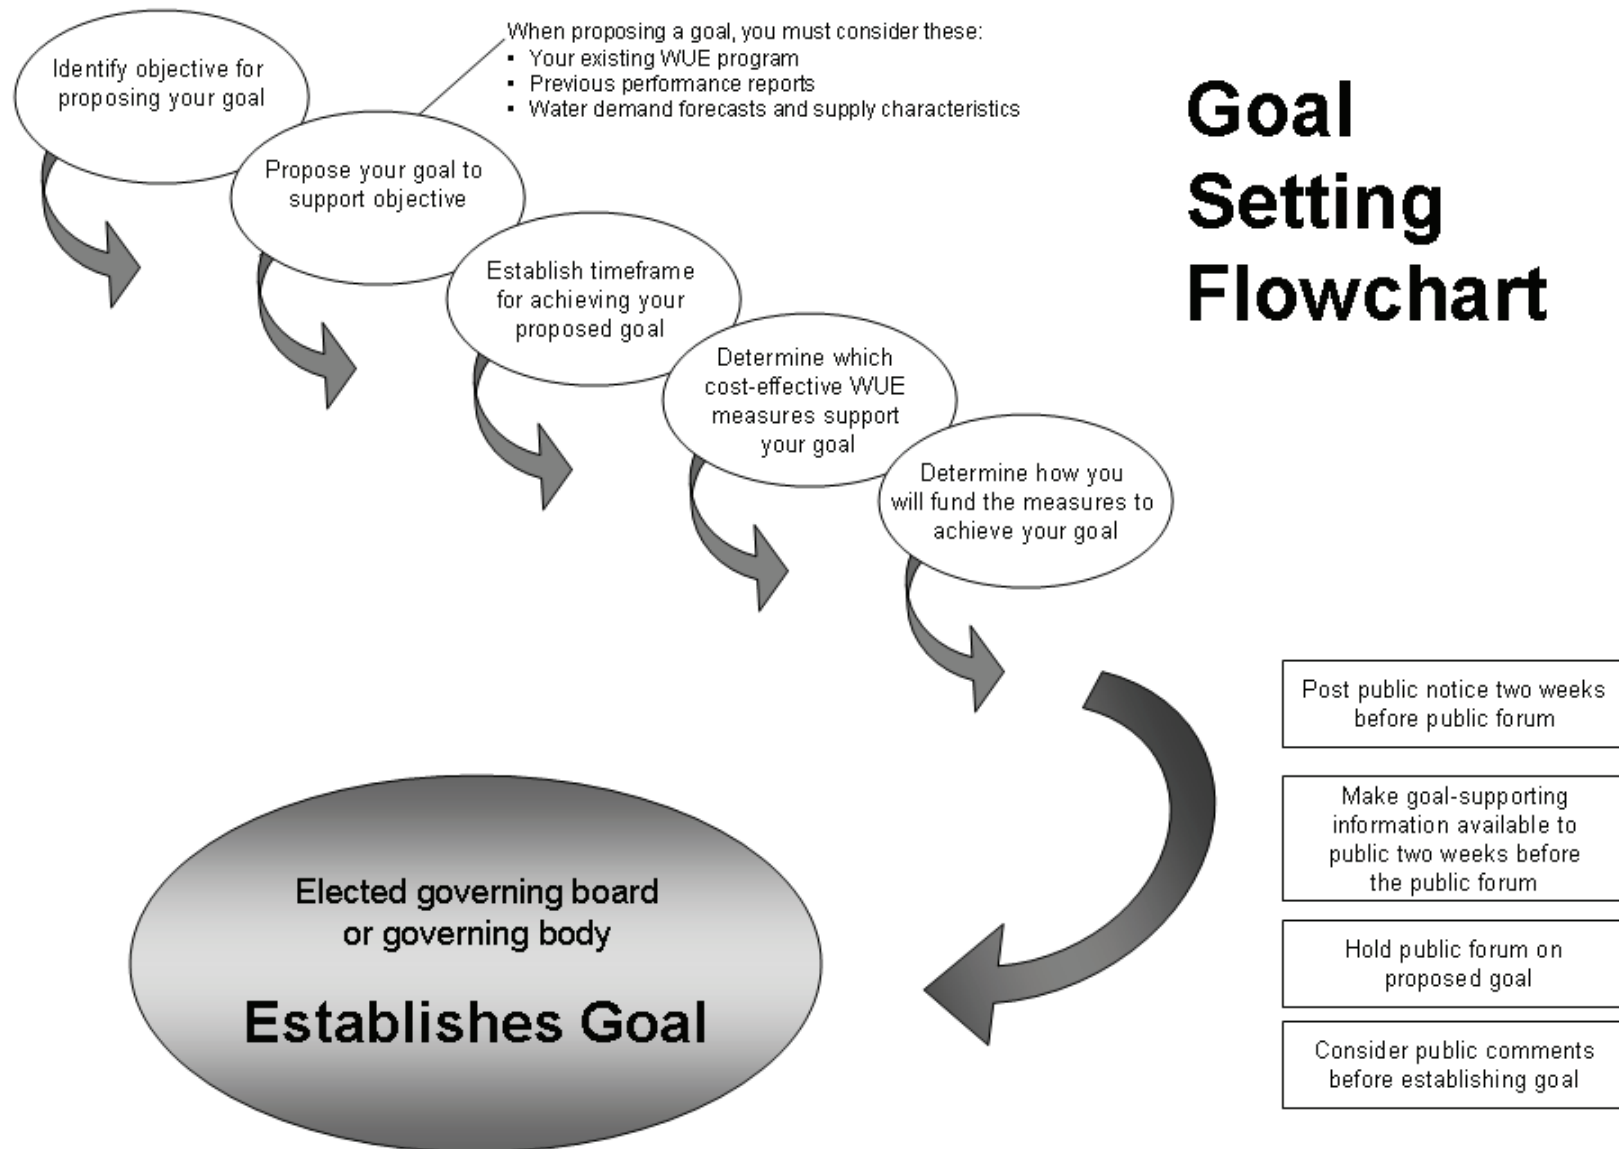 Goal
Setting
Flowchart
Identify objective for
proposing your goal
When proposing a goal, you must consider these:
▪ Your existing WUE program
▪ Previous performance reports
▪ Water demand forecasts and supply characteristics
Propose your goal to
support objective
Establish timeframe
for achieving your
proposed goal
Determine which
cost-effective WUE
measures support
your goal
Determine how you
will fund the measures to
achieve your goal
Post public notice two weeks
before public forum
Make goal-supporting
information available to
public two weeks before
the public forum
Hold public forum on
proposed goal
Consider public comments
before establishing goal
Elected governing board
or governing body
Establishes Goal